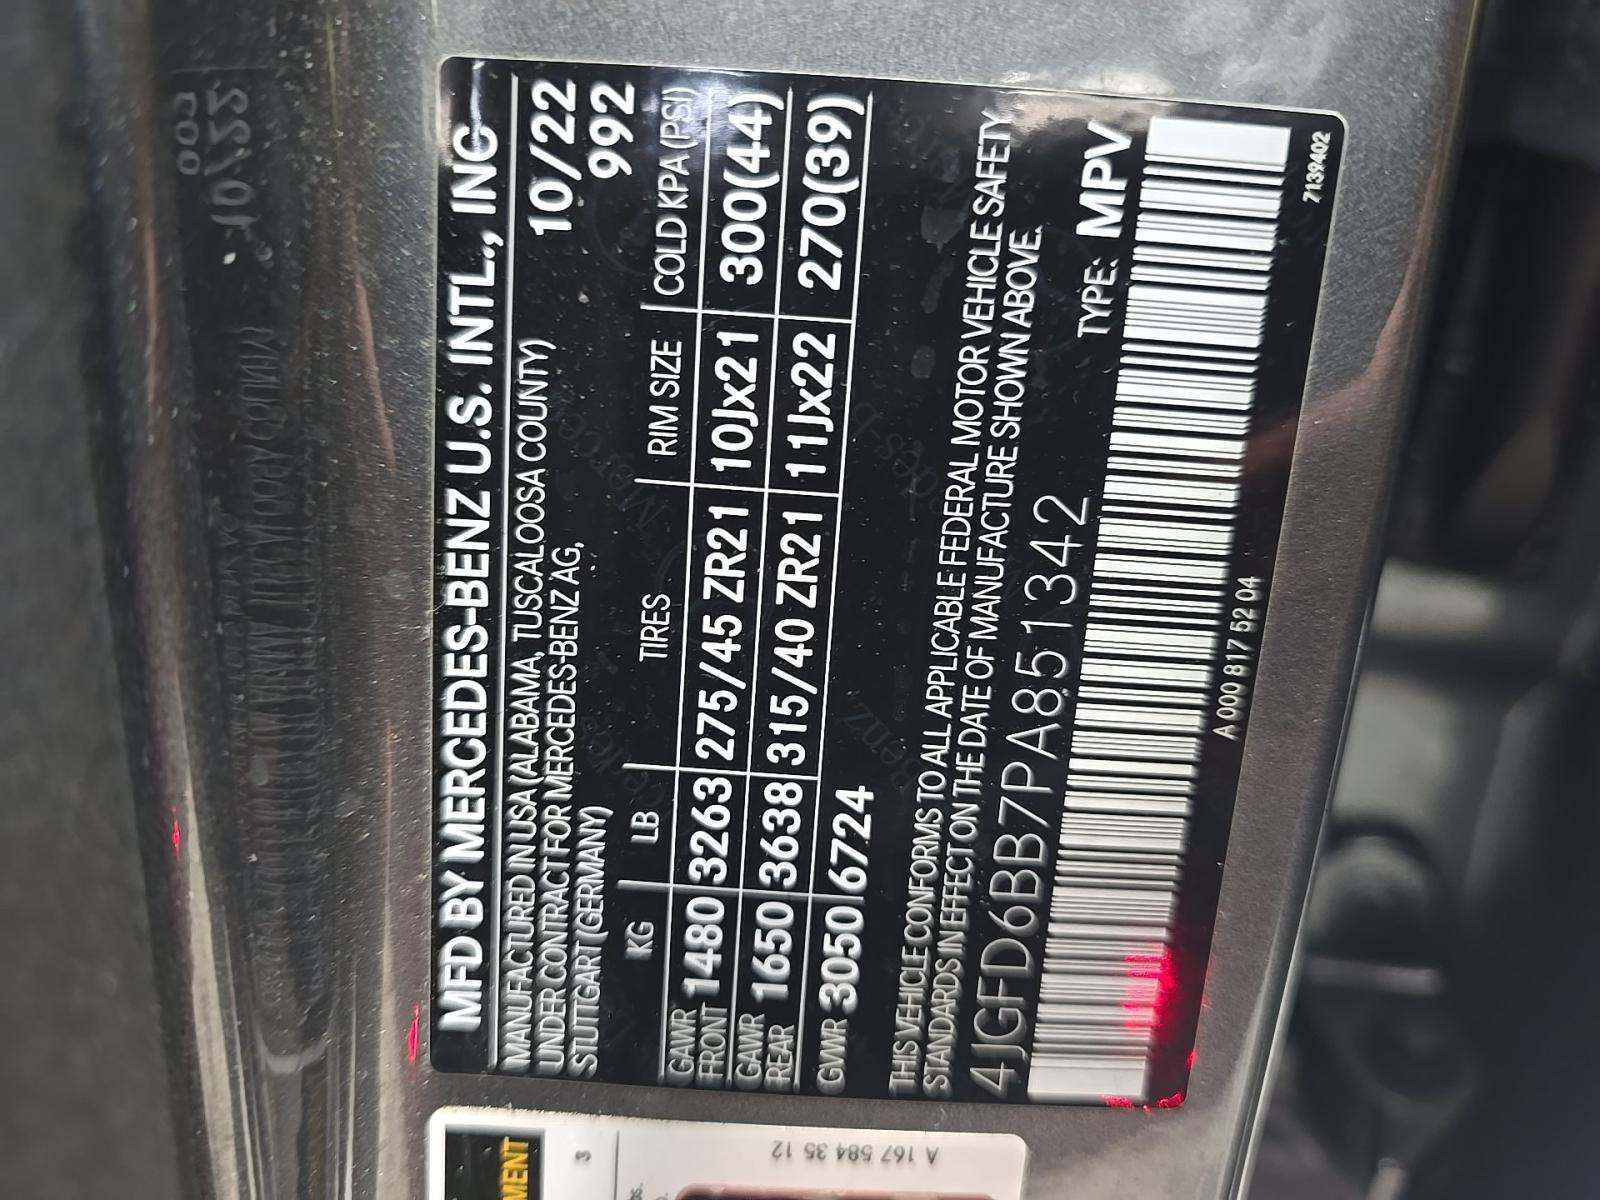 MFD BY MERCEDES-BENZ U.S. INTL., INC
MANUFACTURED IN USA (ALABAMA, TUSCALOOSA COUNTY) 10/22
UNDER CONTRACT FOR MERCEDES-BENZ AG, 992
STUTTGART (GERMANY)
KG LB TIRES RIM SIZE COLD KPA (PSI)
GAWR FRONT 1480 3263 275/45 ZR21 10Jx21 300(44)
GAWR REAR 1650 3638 315/40 ZR21 11Jx22 270(39)
GVWR 3050 6724
THIS VEHICLE CONFORMS TO ALL APPLICABLE FEDERAL MOTOR VEHICLE SAFETY
STANDARDS IN EFFECT ON THE DATE OF MANUFACTURE SHOWN ABOVE.
4JGFD6BB7PA851342 TYPE: MPV
A 000 817 52 04
7139402
MENT
3
A 167 584 35 12